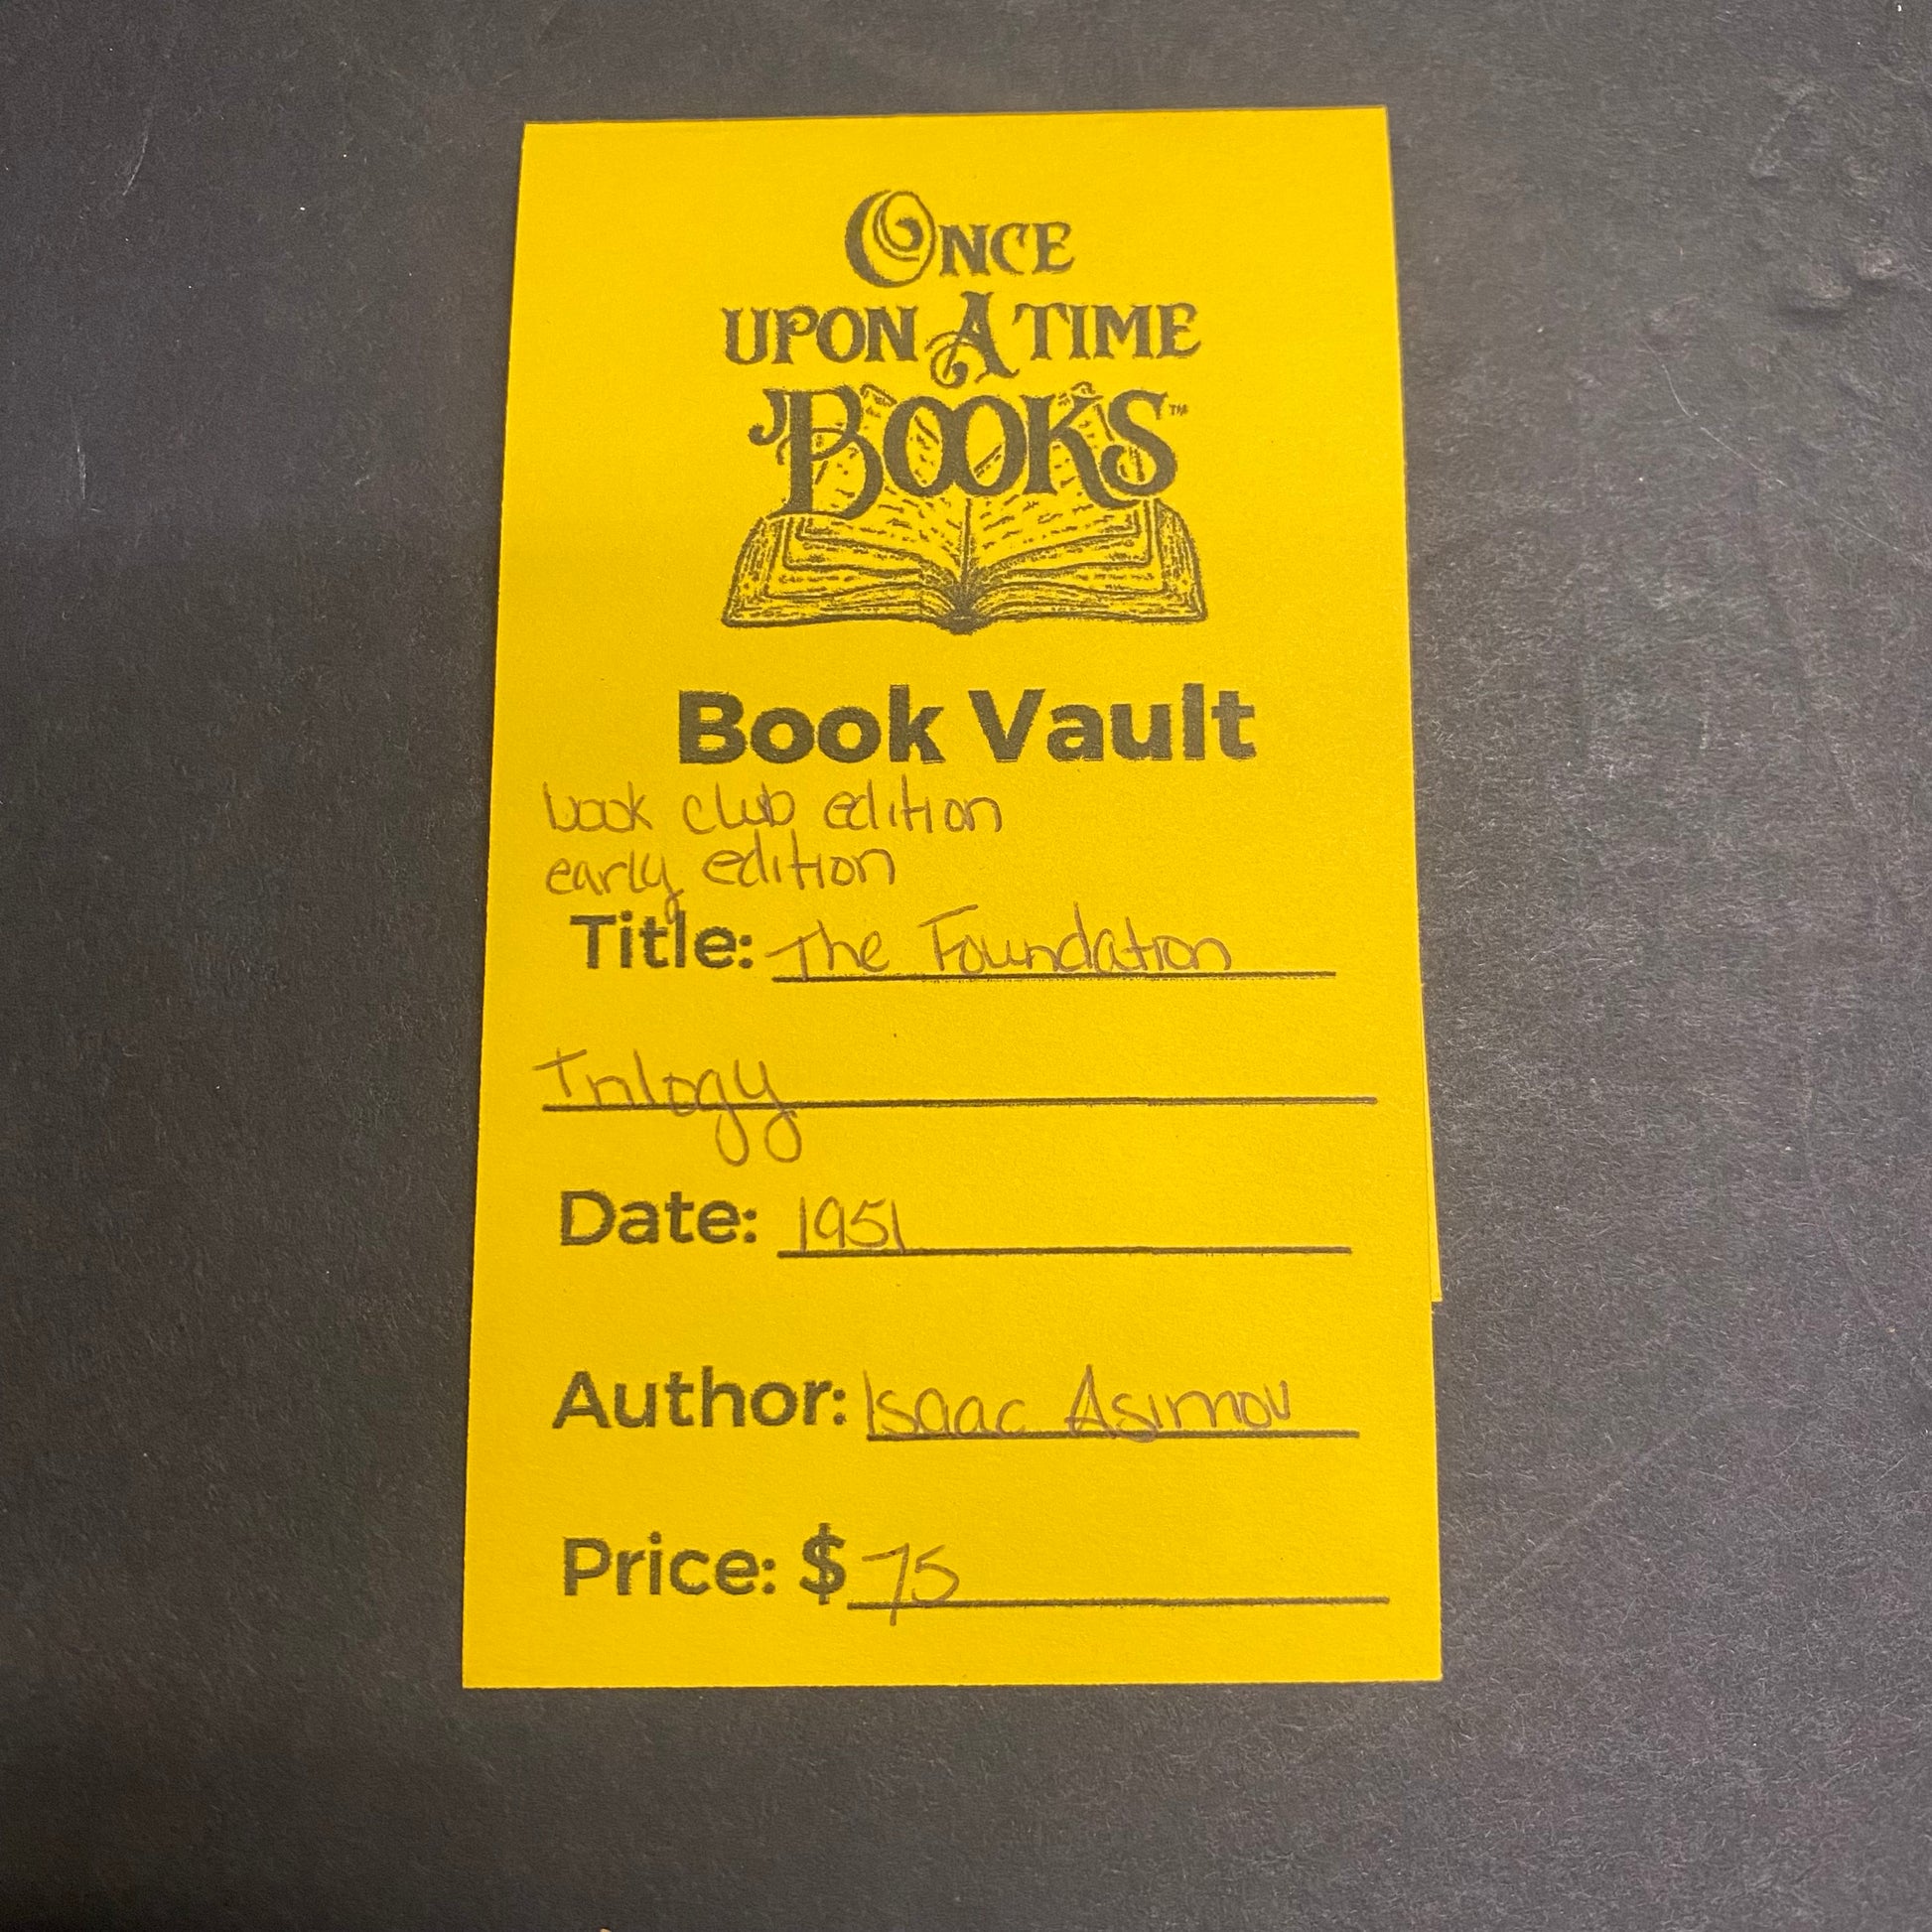 ONCE
UPON A TIME
BOOKS™
Book Vault
book club edition
early edition
Title: The Foundation
Trilogy
Date: 1951
Author: Isaac Asimov
Price: $ 75